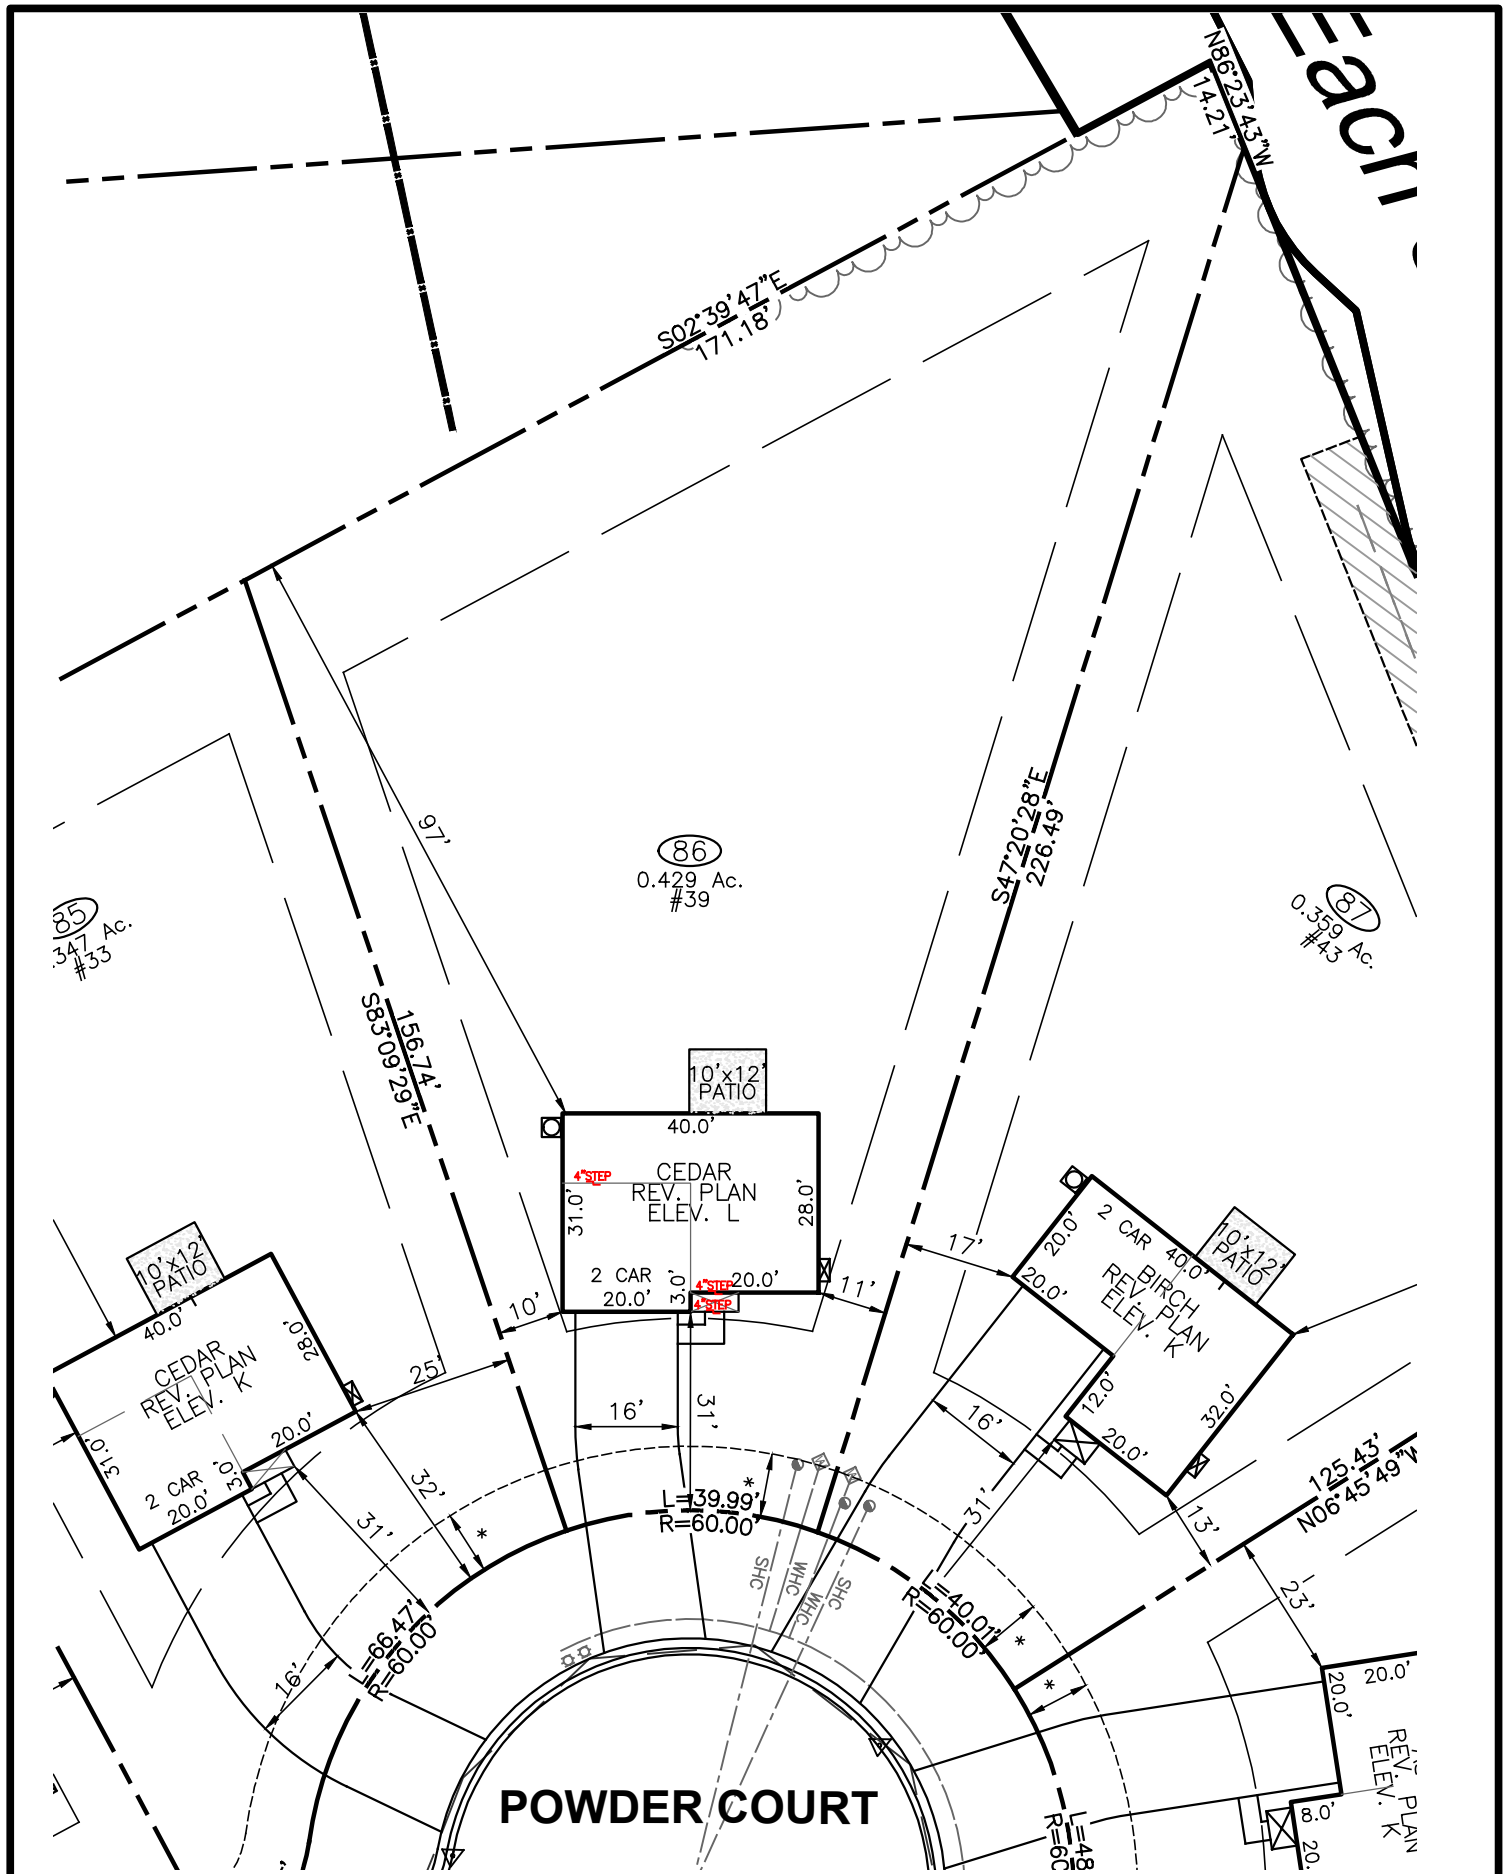 N86°23'43"W
14.21'
Each
S02°39'47"E
171.18'
97'
86
0.429 Ac.
#39
S47°20'28"E
226.49'
85
.347 Ac.
#33
87
0.359 Ac.
#43
156.74'
S83°09'29"E
10'x12'
PATIO
40.0'
4"STEP
CEDAR
REV. PLAN
ELEV. L
31.0'
28.0'
2 CAR
20.0'
3.0'
4"STEP
20.0'
4"STEP
10'
11'
17'
16'
31'
10'x12'
PATIO
40.0'
CEDAR
REV. PLAN
ELEV. K
28.0'
31.0'
20.0'
2 CAR
20.0'
3.0'
25'
32'
31'
16'
*
2 CAR
20.0'
40.0'
10'x12'
PATIO
20.0'
BIRCH
REV. PLAN
ELEV. K
12.0'
20.0'
32.0'
16'
31'
13'
125.43'
N06°45'49"W
23'
L=39.99'
R=60.00'
*
SHC
WHC
WHC
SHC
L=40.01'
R=60.00'
*
*
L=66.47'
R=60.00'
20.0'
20.0'
REV. PLAN
ELEV. K
8.0'
20.
L=48
R=60
POWDER COURT